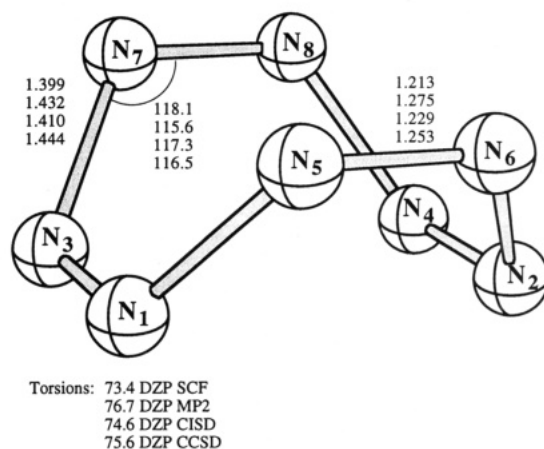 N7
N8
1.399
1.432
1.410
1.444
118.1
115.6
117.3
116.5
1.213
1.275
1.229
1.253
N5
N6
N3
N4
N1
N2
Torsions: 73.4 DZP SCF
76.7 DZP MP2
74.6 DZP CISD
75.6 DZP CCSD